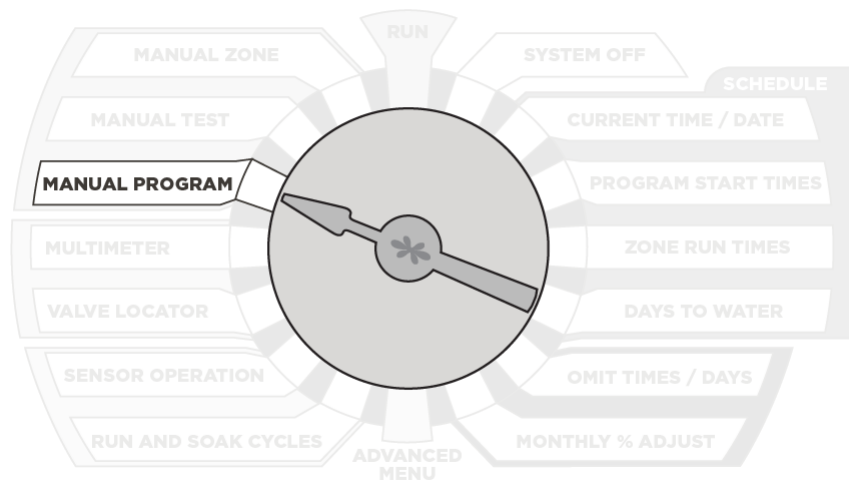 RUN
MANUAL ZONE
SYSTEM OFF
SCHEDULE
MANUAL TEST
CURRENT TIME / DATE
MANUAL PROGRAM
PROGRAM START TIMES
MULTIMETER
ZONE RUN TIMES
VALVE LOCATOR
DAYS TO WATER
SENSOR OPERATION
OMIT TIMES / DAYS
RUN AND SOAK CYCLES
MONTHLY % ADJUST
ADVANCED
MENU